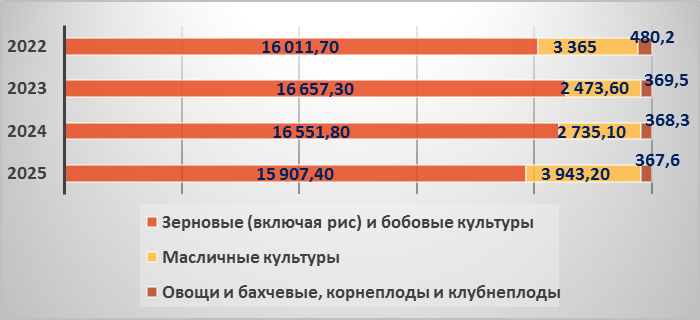 2022 16 011,70 3 365 480,2
2023 16 657,30 2 473,60 369,5
2024 16 551,80 2 735,10 368,3
2025 15 907,40 3 943,20 367,6
Зерновые (включая рис) и бобовые культуры
Масличные культуры
Овощи и бахчевые, корнеплоды и клубнеплоды